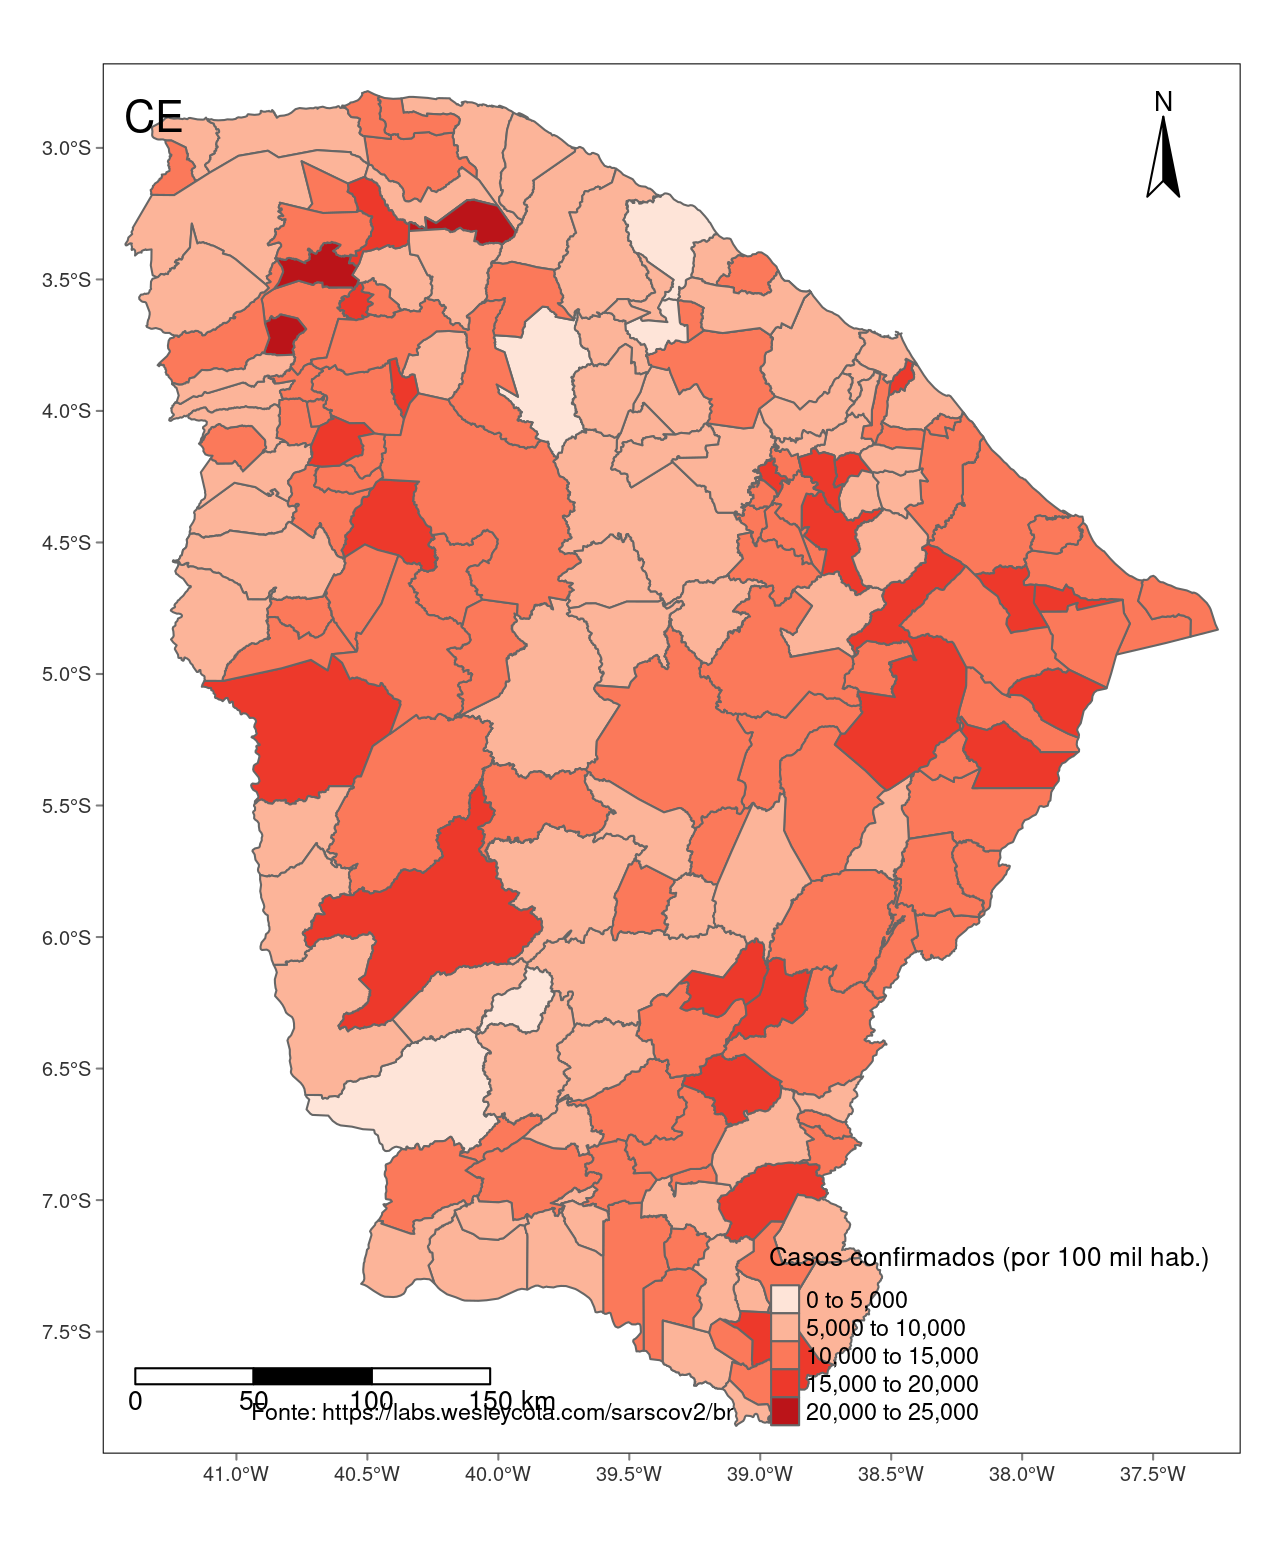 CE
N
3.0°S
3.5°S
4.0°S
4.5°S
5.0°S
5.5°S
6.0°S
6.5°S
7.0°S
7.5°S
Casos confirmados (por 100 mil hab.)
0 to 5,000
5,000 to 10,000
10,000 to 15,000
15,000 to 20,000
20,000 to 25,000
0 50 100 150 km
Fonte: https://labs.wesleycota.com/sarscov2/br
41.0°W 40.5°W 40.0°W 39.5°W 39.0°W 38.5°W 38.0°W 37.5°W